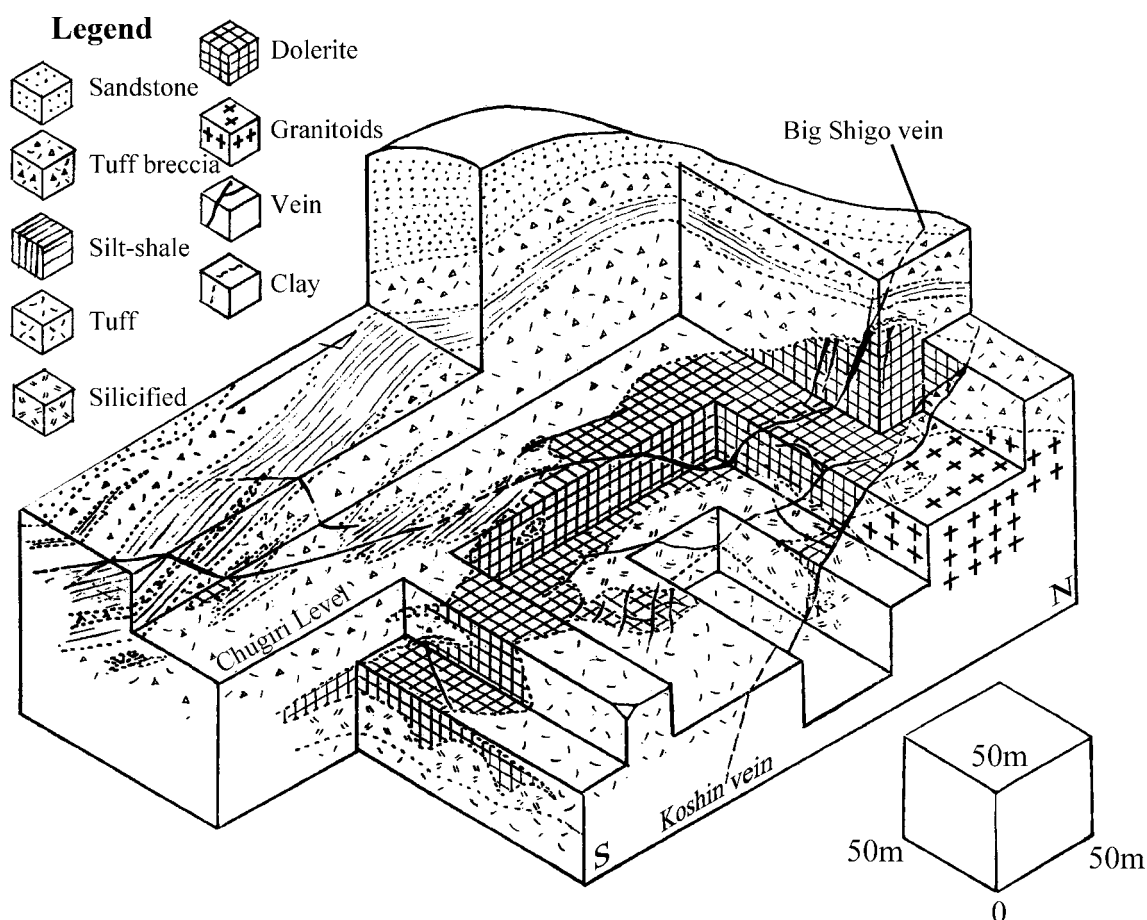 Legend
Sandstone
Tuff breccia
Silt-shale
Tuff
Silicified
Dolerite
Granitoids
Vein
Clay
Big Shigo vein
Chugiri Level
Koshin vein
S
N
50m
50m
50m
0